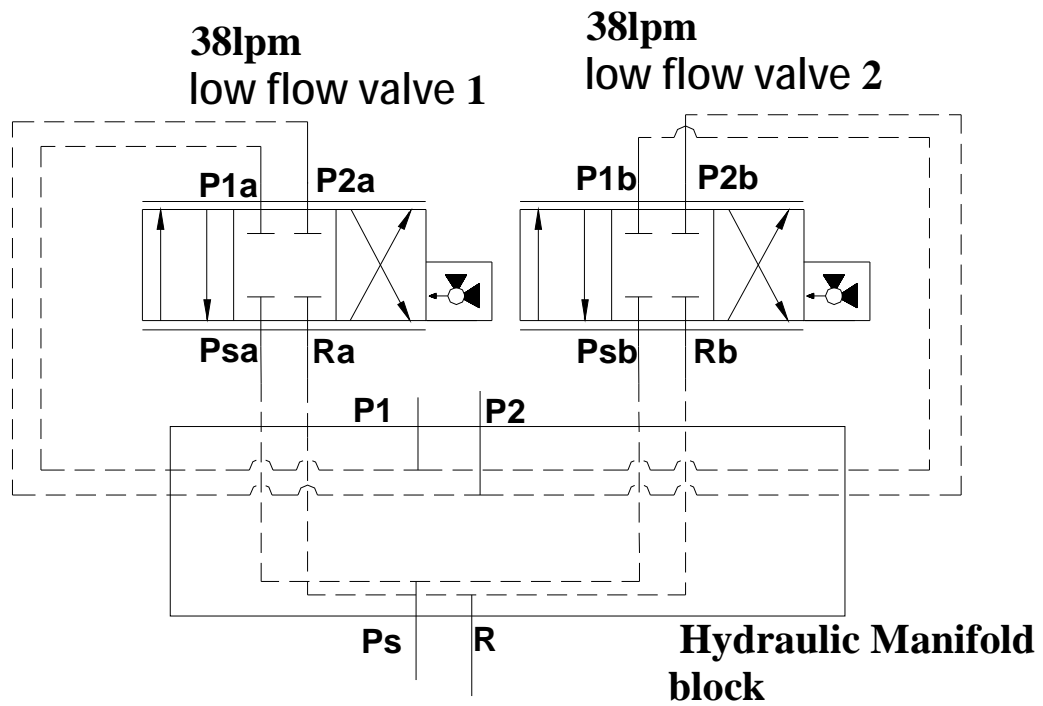 38lpm
low flow valve 1
38lpm
low flow valve 2
P1a
P2a
P1b
P2b
Psa
Ra
Psb
Rb
P1
P2
Ps
R
Hydraulic Manifold
block